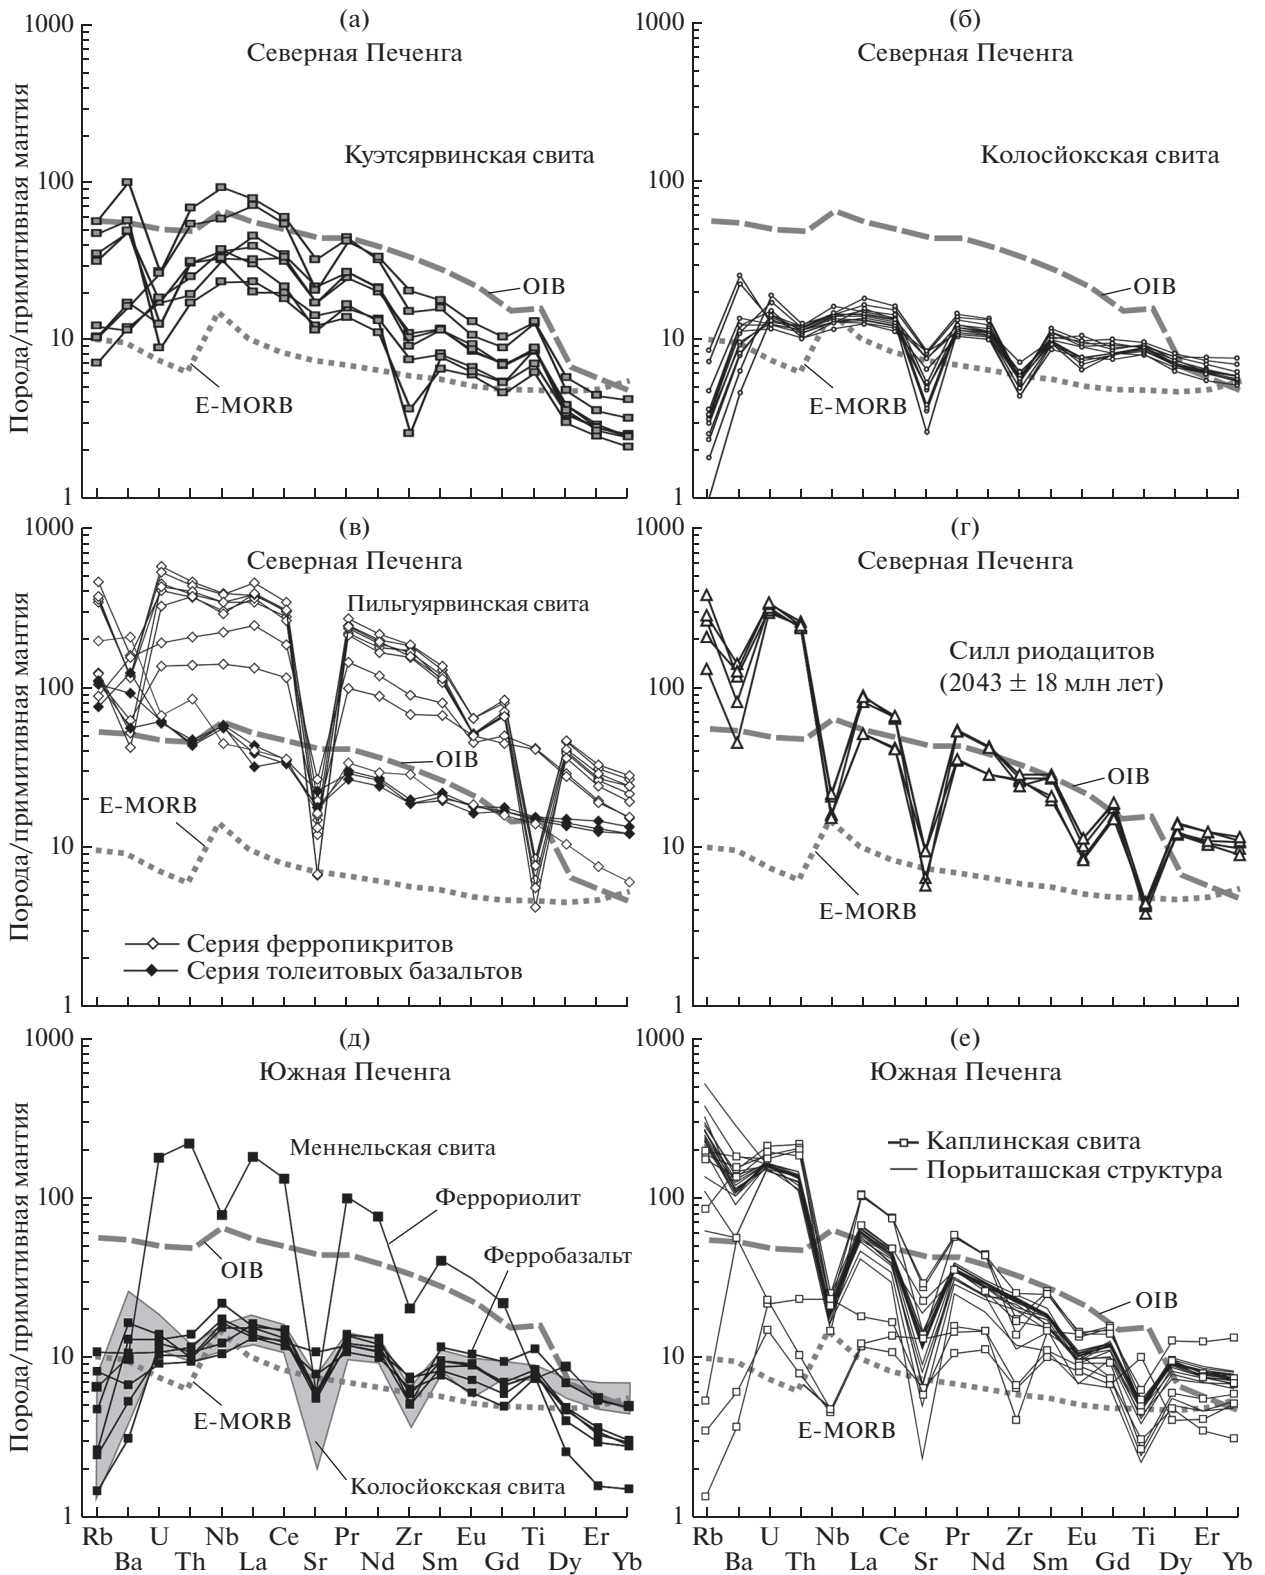 (а)
Северная Печенга
Куэтсярвинская свита
OIB
E-MORB
1000
100
10
1
Порода/примитивная мантия
(б)
Северная Печенга
Колосйокская свита
OIB
E-MORB
1000
100
10
1
(в)
Северная Печенга
Пильгуярвинская свита
OIB
E-MORB
Серия ферропикритов
Серия толеитовых базальтов
1000
100
10
1
Порода/примитивная мантия
(г)
Северная Печенга
Силл риодацитов
(2043 ± 18 млн лет)
OIB
E-MORB
1000
100
10
1
(д)
Южная Печенга
Меннельская свита
Феррориолит
Ферробазальт
OIB
E-MORB
Колосйокская свита
1000
100
10
1
Порода/примитивная мантия
Rb U Nb Ce Pr Zr Eu Ti Er
Ba Th La Sr Nd Sm Gd Dy Yb
(е)
Южная Печенга
Каплинская свита
Порьиташская структура
OIB
E-MORB
1000
100
10
1
Rb U Nb Ce Pr Zr Eu Ti Er
Ba Th La Sr Nd Sm Gd Dy Yb